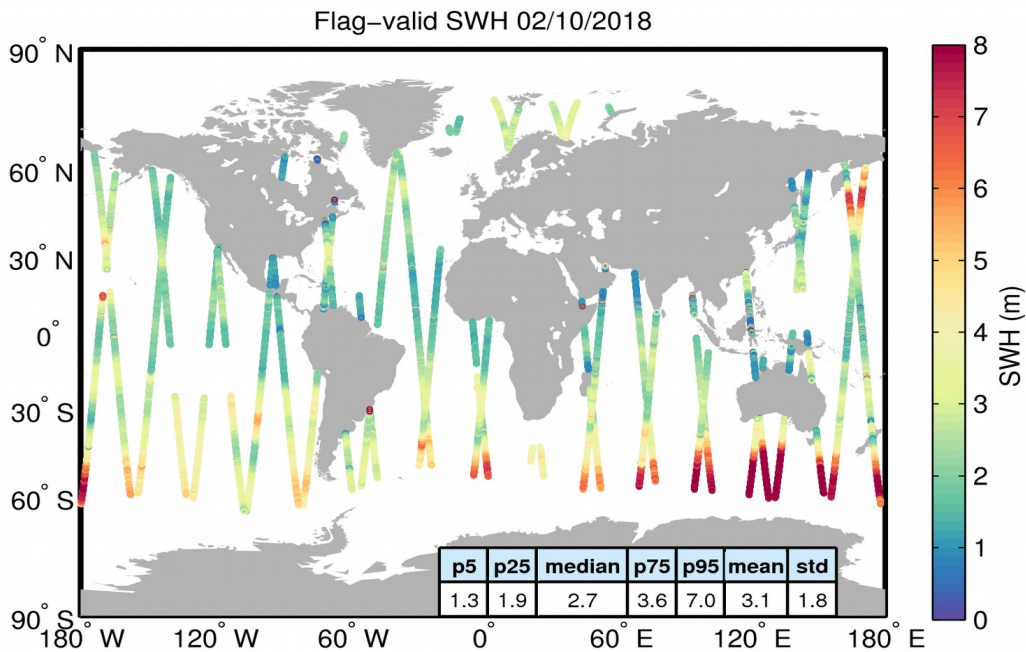 Flag–valid SWH 02/10/2018
90° N
60° N
30° N
0°
30° S
60° S
90° S
180° W
120° W
60° W
0°
60° E
120° E
180° E
p5 p25 median p75 p95 mean std
1.3 1.9 2.7 3.6 7.0 3.1 1.8
8
7
6
5
4
3
2
1
0
SWH (m)